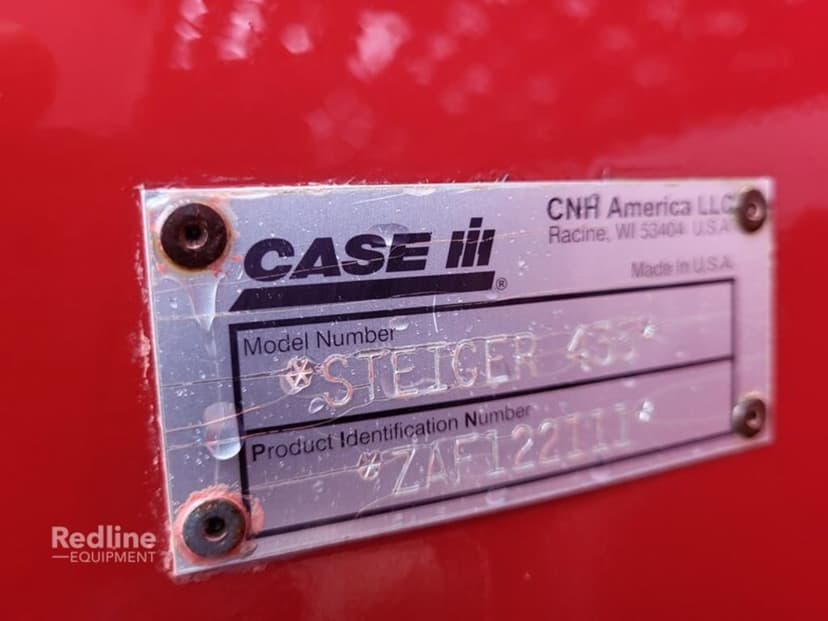 CASE IH
®
CNH America LLC
Racine, WI 53404 U.S.A.
Made in U.S.A.
Model Number
*STEIGER 435*
Product Identification Number
*ZAF122111*
Redline
EQUIPMENT